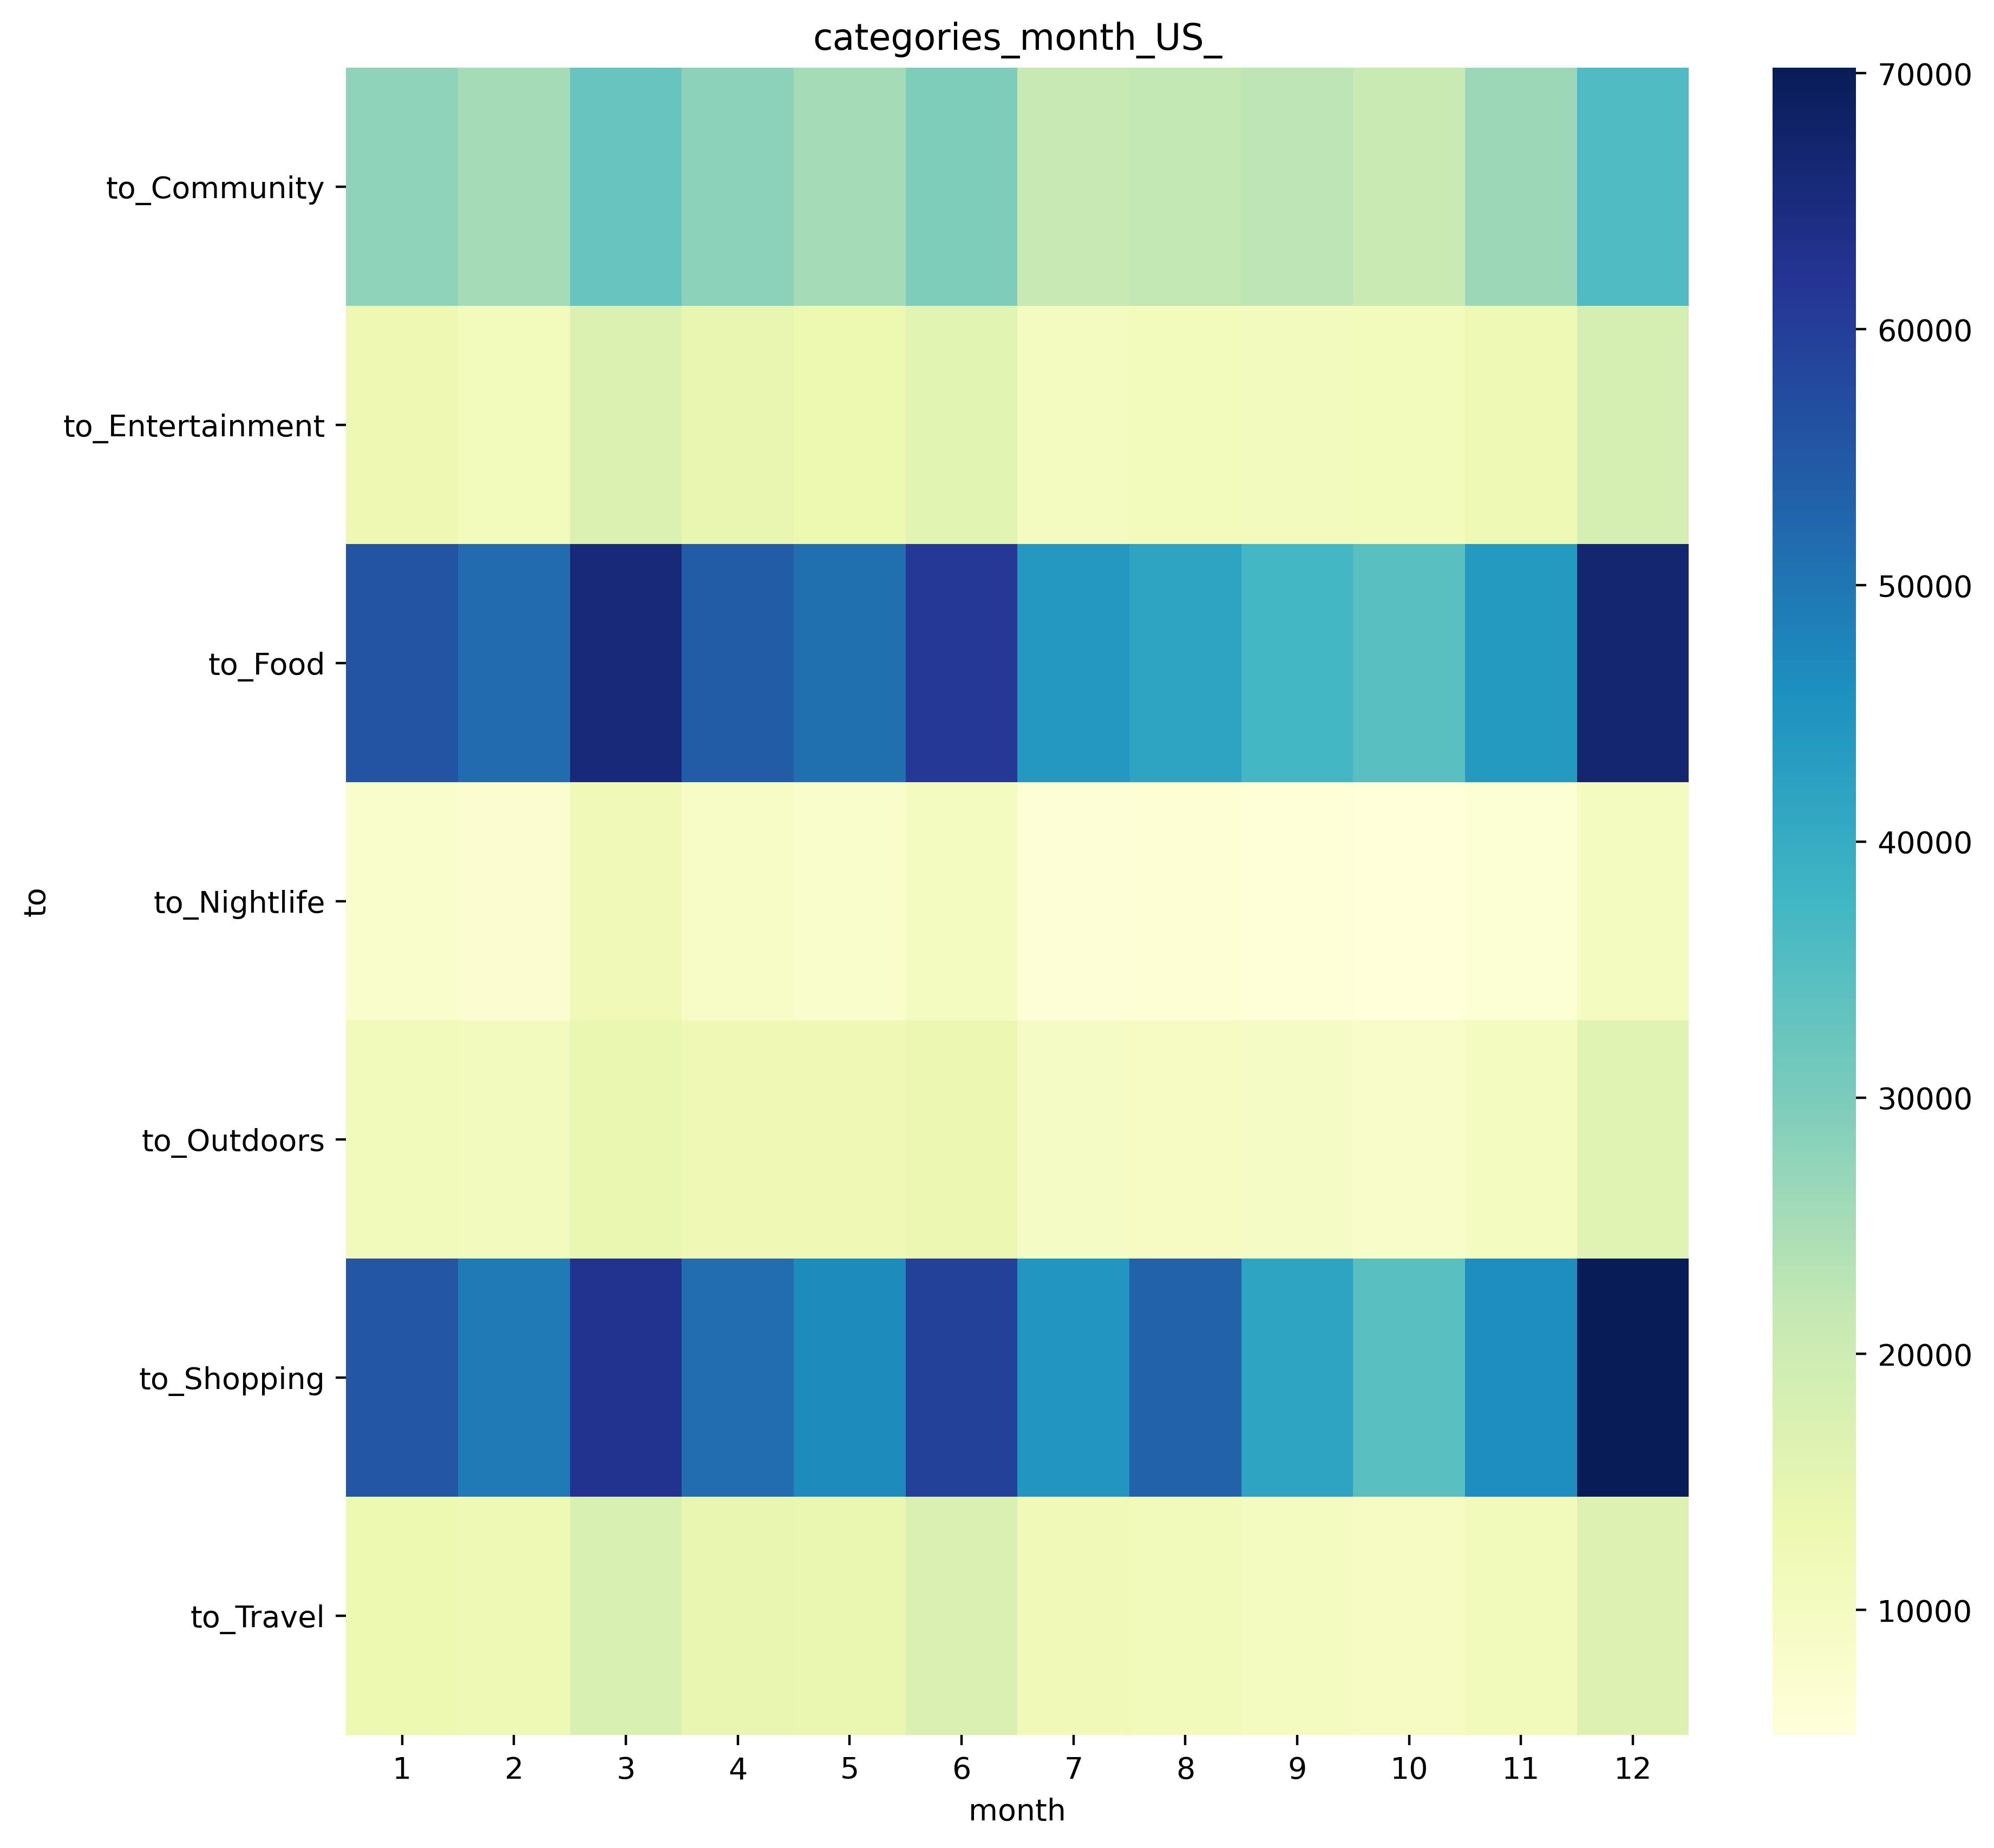 categories_month_US_
to_Community
to_Entertainment
to_Food
to_Nightlife
to_Outdoors
to_Shopping
to_Travel
to
1 2 3 4 5 6 7 8 9 10 11 12
month
70000
60000
50000
40000
30000
20000
10000